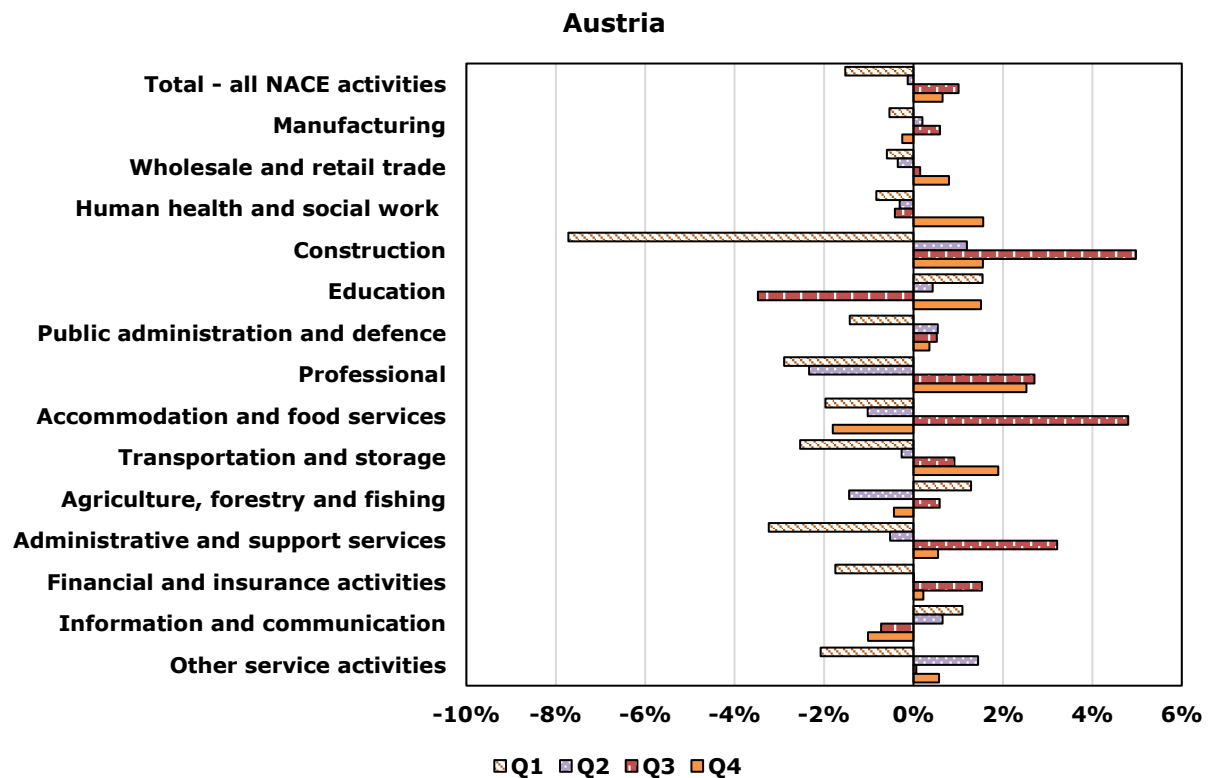 Austria
Total - all NACE activities
Manufacturing
Wholesale and retail trade
Human health and social work
Construction
Education
Public administration and defence
Professional
Accommodation and food services
Transportation and storage
Agriculture, forestry and fishing
Administrative and support services
Financial and insurance activities
Information and communication
Other service activities
-10% -8% -6% -4% -2% 0% 2% 4% 6%
Q1 Q2 Q3 Q4